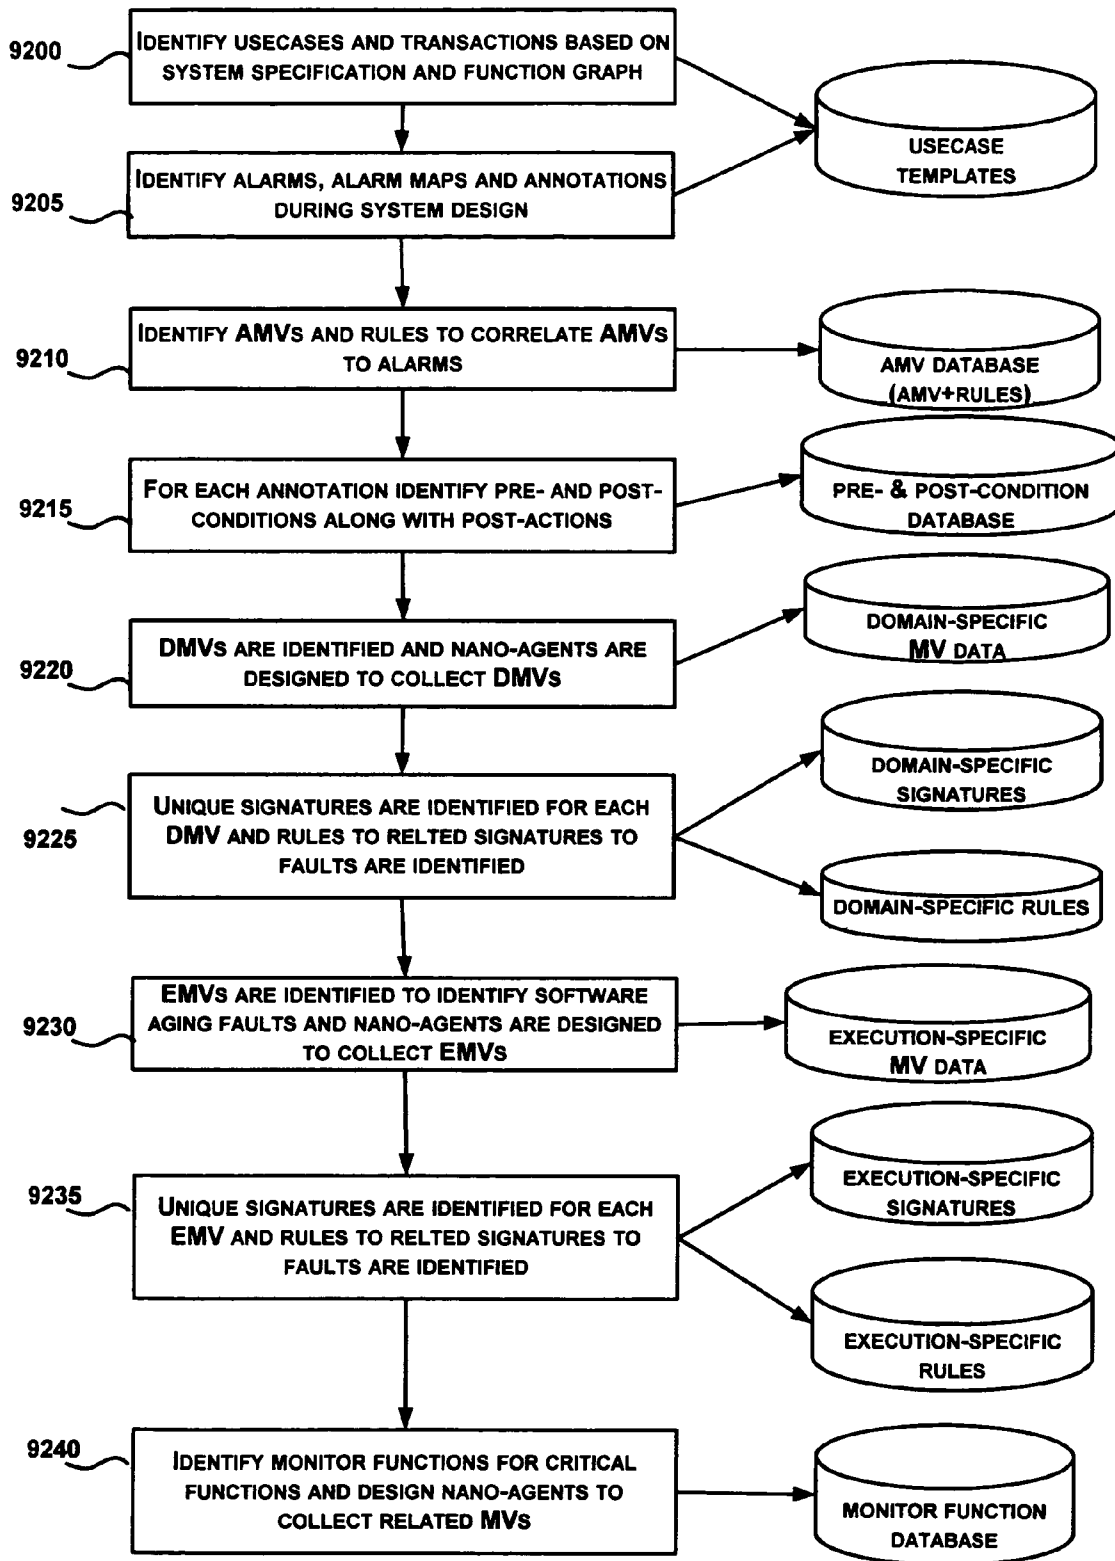 9200
IDENTIFY USECASES AND TRANSACTIONS BASED ON
SYSTEM SPECIFICATION AND FUNCTION GRAPH
USECASE
TEMPLATES
9205
IDENTIFY ALARMS, ALARM MAPS AND ANNOTATIONS
DURING SYSTEM DESIGN
9210
IDENTIFY AMVS AND RULES TO CORRELATE AMVS
TO ALARMS
AMV DATABASE
(AMV+RULES)
9215
FOR EACH ANNOTATION IDENTIFY PRE- AND POST-
CONDITIONS ALONG WITH POST-ACTIONS
PRE- & POST-CONDITION
DATABASE
9220
DMVS ARE IDENTIFIED AND NANO-AGENTS ARE
DESIGNED TO COLLECT DMVS
DOMAIN-SPECIFIC
MV DATA
9225
UNIQUE SIGNATURES ARE IDENTIFIED FOR EACH
DMV AND RULES TO RELTED SIGNATURES TO
FAULTS ARE IDENTIFIED
DOMAIN-SPECIFIC
SIGNATURES
DOMAIN-SPECIFIC RULES
9230
EMVS ARE IDENTIFIED TO IDENTIFY SOFTWARE
AGING FAULTS AND NANO-AGENTS ARE DESIGNED
TO COLLECT EMVS
EXECUTION-SPECIFIC
MV DATA
9235
UNIQUE SIGNATURES ARE IDENTIFIED FOR EACH
EMV AND RULES TO RELTED SIGNATURES TO
FAULTS ARE IDENTIFIED
EXECUTION-SPECIFIC
SIGNATURES
EXECUTION-SPECIFIC
RULES
9240
IDENTIFY MONITOR FUNCTIONS FOR CRITICAL
FUNCTIONS AND DESIGN NANO-AGENTS TO
COLLECT RELATED MVS
MONITOR FUNCTION
DATABASE